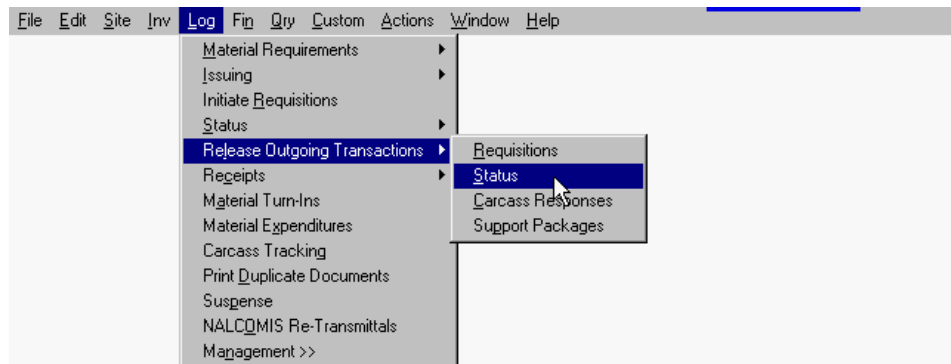 File Edit Site Inv Log Fin Qry Custom Actions Window Help
Material Requirements
Issuing
Initiate Requisitions
Status
Release Outgoing Transactions
Receipts
Material Turn-Ins
Material Expenditures
Carcass Tracking
Print Duplicate Documents
Suspense
NALCOMIS Re-Transmittals
Management >>
Requisitions
Status
Carcass Responses
Support Packages